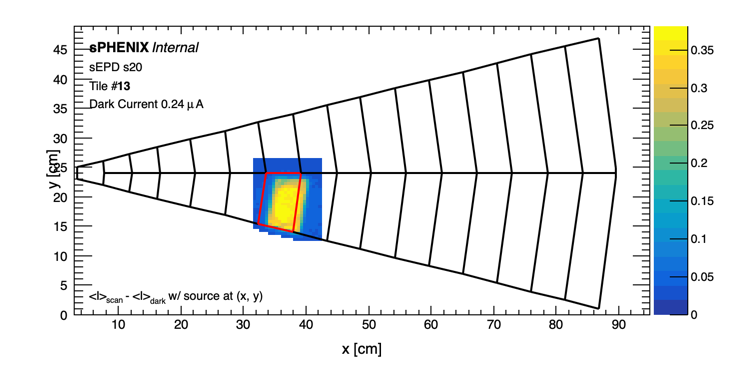 sPHENIX Internal
sEPD s20
Tile #13
Dark Current 0.24 μA
<I>scan - <I>dark w/ source at (x, y)
y [cm]
45
40
35
30
25
20
15
10
5
0
10 20 30 40 50 60 70 80 90
x [cm]
0.35
0.3
0.25
0.2
0.15
0.1
0.05
0